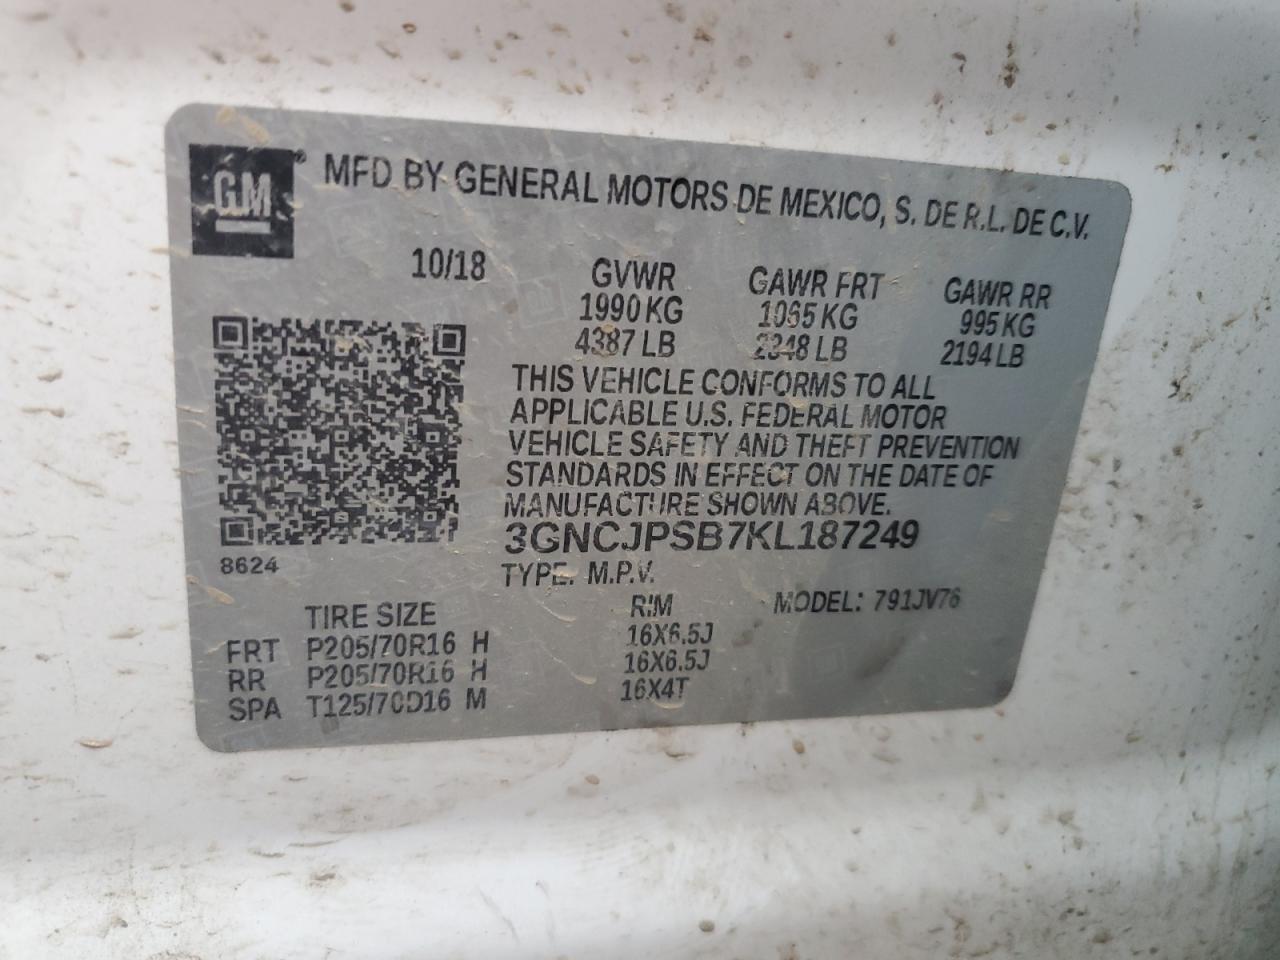 GM ® MFD BY GENERAL MOTORS DE MEXICO, S. DE R.L. DE C.V.
10/18 GVWR GAWR FRT GAWR RR
1990 KG 1065 KG 995 KG
4387 LB 2348 LB 2194 LB
THIS VEHICLE CONFORMS TO ALL
APPLICABLE U.S. FEDERAL MOTOR
VEHICLE SAFETY AND THEFT PREVENTION
STANDARDS IN EFFECT ON THE DATE OF
MANUFACTURE SHOWN ABOVE.
3GNCJPSB7KL187249
8624 TYPE: M.P.V.
TIRE SIZE RIM MODEL: 791JV76
FRT P205/70R16 H 16X6.5J
RR P205/70R16 H 16X6.5J
SPA T125/70D16 M 16X4T